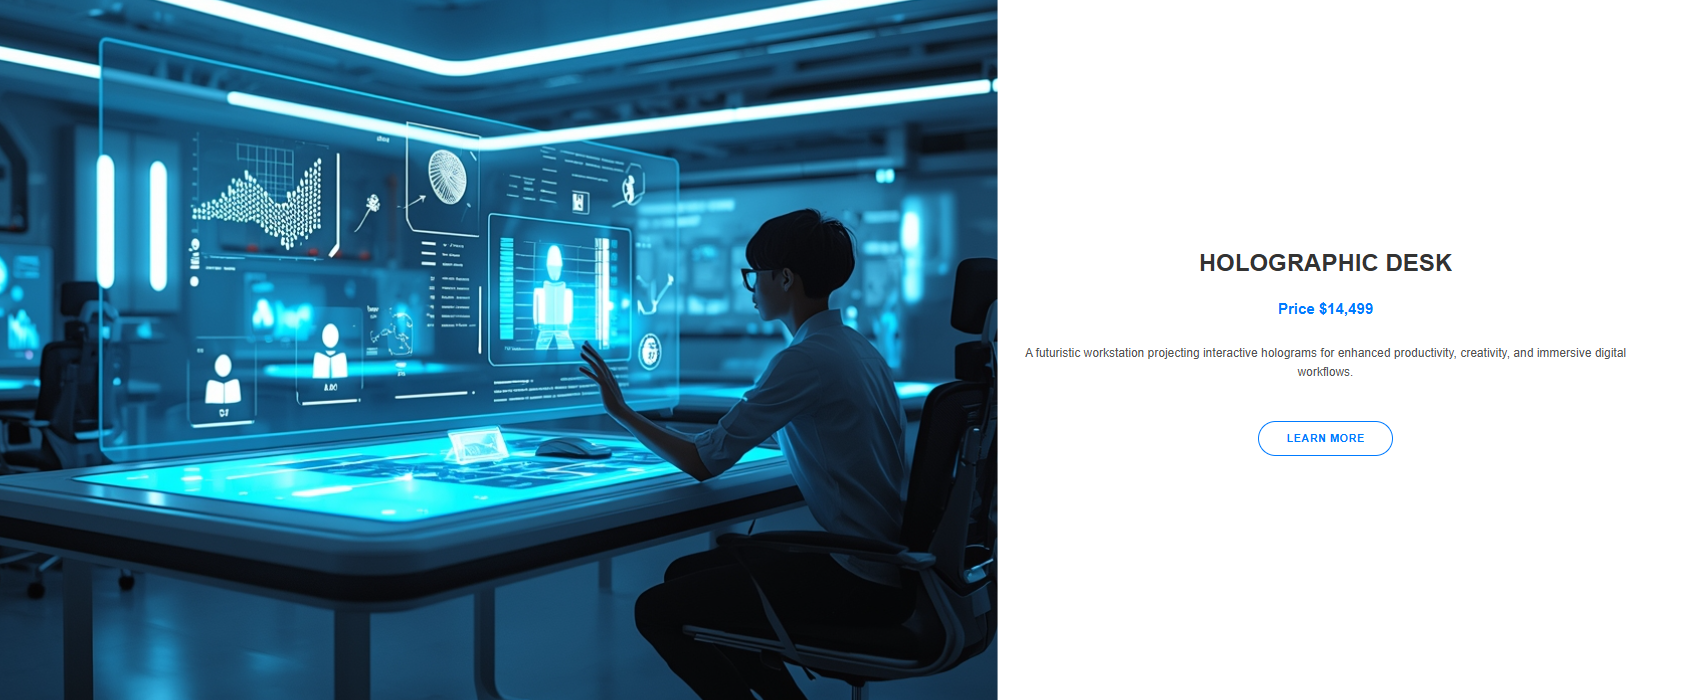 HOLOGRAPHIC DESK
Price $14,499
A futuristic workstation projecting interactive holograms for enhanced productivity, creativity, and immersive digital
workflows.
LEARN MORE